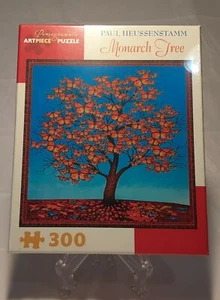 Pomegranate
ARTPIECE PUZZLE
PAUL HEUSSENSTAMM
Monarch Tree
300